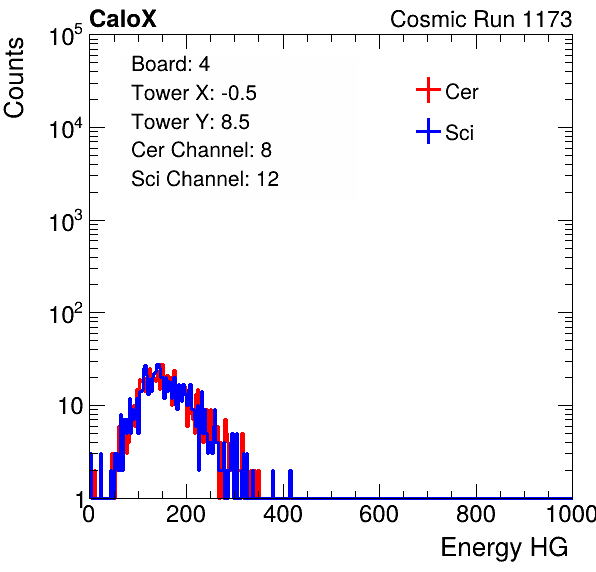 CaloX Cosmic Run 1173
Counts
Board: 4
Tower X: -0.5
Tower Y: 8.5
Cer Channel: 8
Sci Channel: 12
Cer
Sci
10^5
10^4
10^3
10^2
10
1
0 200 400 600 800 1000
Energy HG